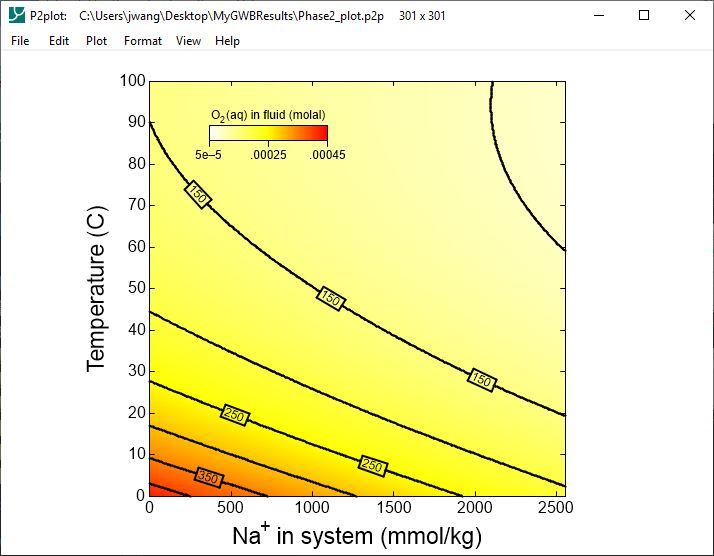 P2plot: C:\Users\jwang\Desktop\MyGWBResults\Phase2_plot.p2p 301 x 301
File Edit Plot Format View Help
100
90
80
70
60
50
40
30
20
10
0
Temperature (C)
O2(aq) in fluid (molal)
5e–5 .00025 .00045
150
150
150
250
250
350
0 500 1000 1500 2000 2500
Na+ in system (mmol/kg)